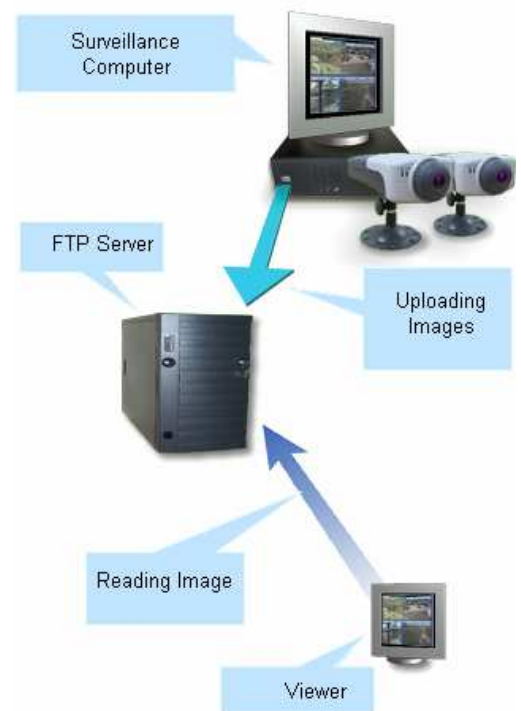 Surveillance
Computer
FTP Server
Uploading
Images
Reading Image
Viewer